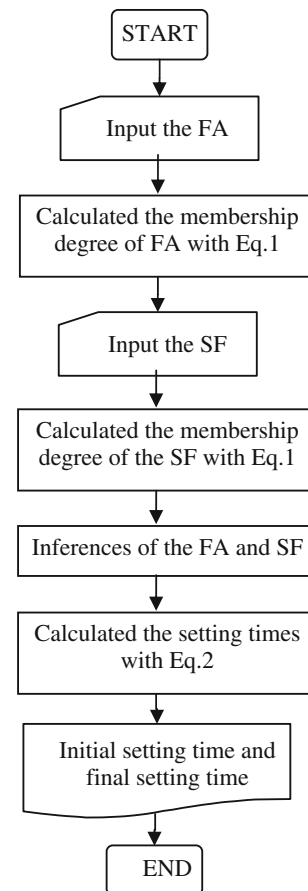 START
Input the FA
Calculated the membership
degree of FA with Eq.1
Input the SF
Calculated the membership
degree of the SF with Eq.1
Inferences of the FA and SF
Calculated the setting times
with Eq.2
Initial setting time and
final setting time
END